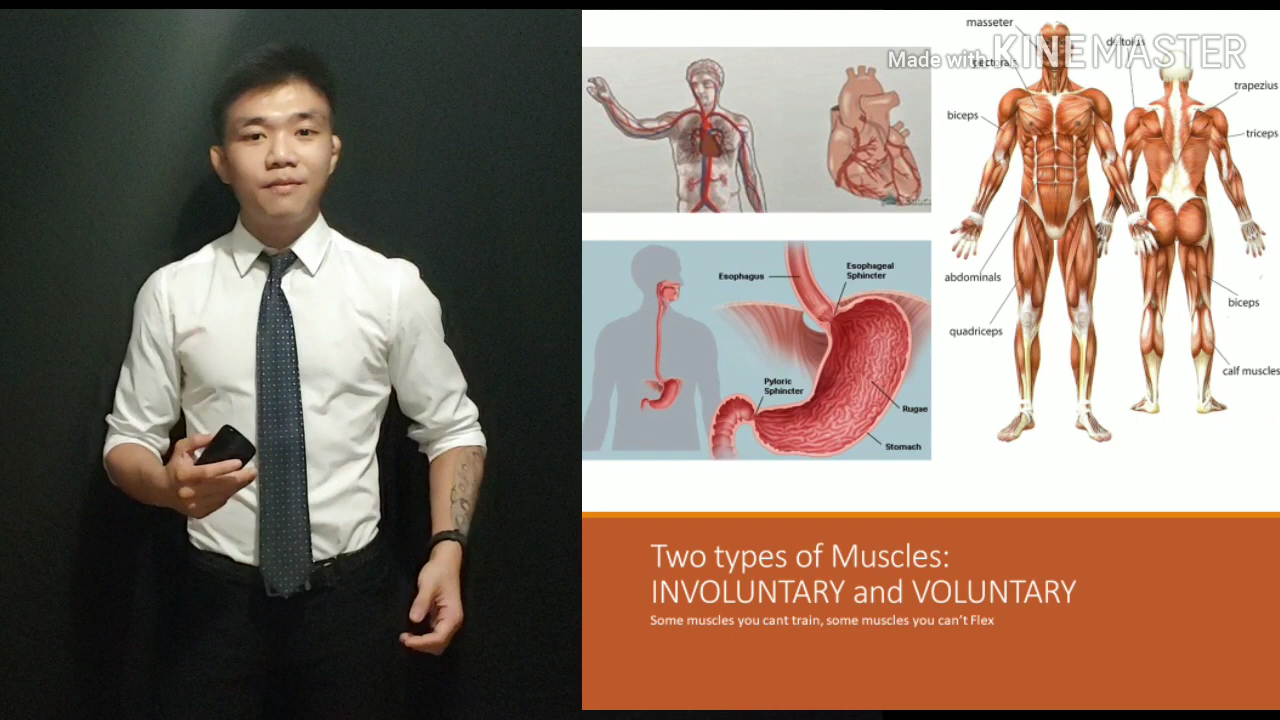 masseter
deltoids
Made with KINEMASTER
pectorals
trapezius
biceps
triceps
Esophagus
Esophageal
Sphincter
abdominals
biceps
quadriceps
calf muscles
Pyloric
Sphincter
Rugae
Stomach
Two types of Muscles:
INVOLUNTARY and VOLUNTARY
Some muscles you cant train, some muscles you can't Flex